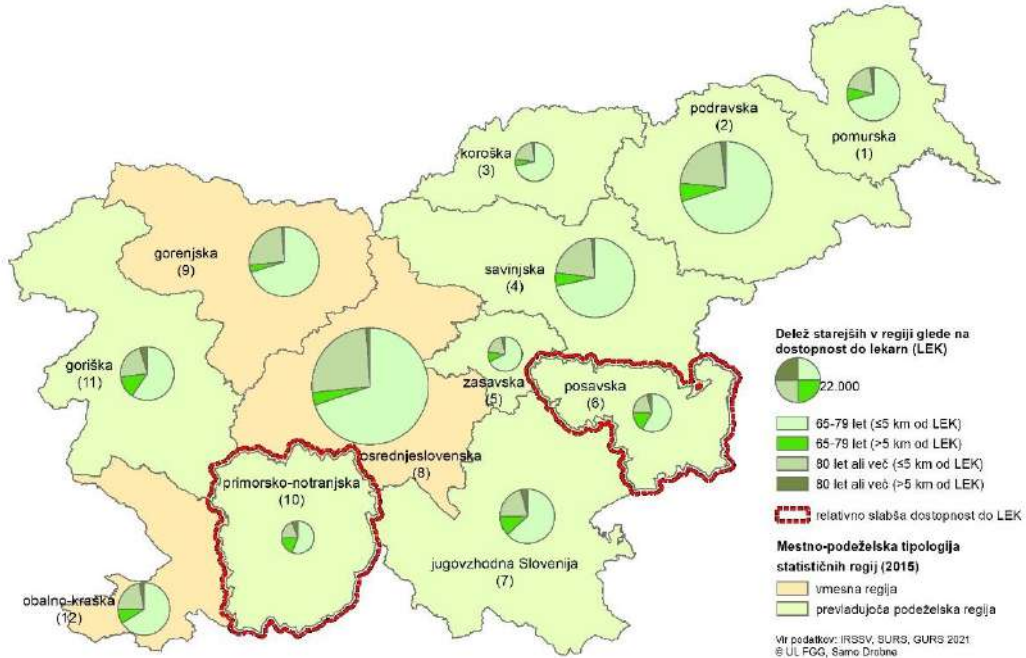 podravska
(2)
pomurska
(1)
koroška
(3)
gorenjska
(9)
savinjska
(4)
goriška
(11)
zasavska
(5)
posavska
(6)
osrednjeslovenska
(8)
primorsko-notranjska
(10)
jugovzhodna Slovenija
(7)
obalno-kraška
(12)
Delež starejših v regiji glede na
dostopnost do lekarn (LEK)
22.000
65-79 let (≤5 km od LEK)
65-79 let (>5 km od LEK)
80 let ali več (≤5 km od LEK)
80 let ali več (>5 km od LEK)
relativno slabša dostopnost do LEK
Mestno-podeželska tipologija
statističnih regij (2015)
vmesna regija
prevladujoča podeželska regija
Vir podatkov: IRSSV, SURS, GURS 2021
© UL FGG, Samo Drobne